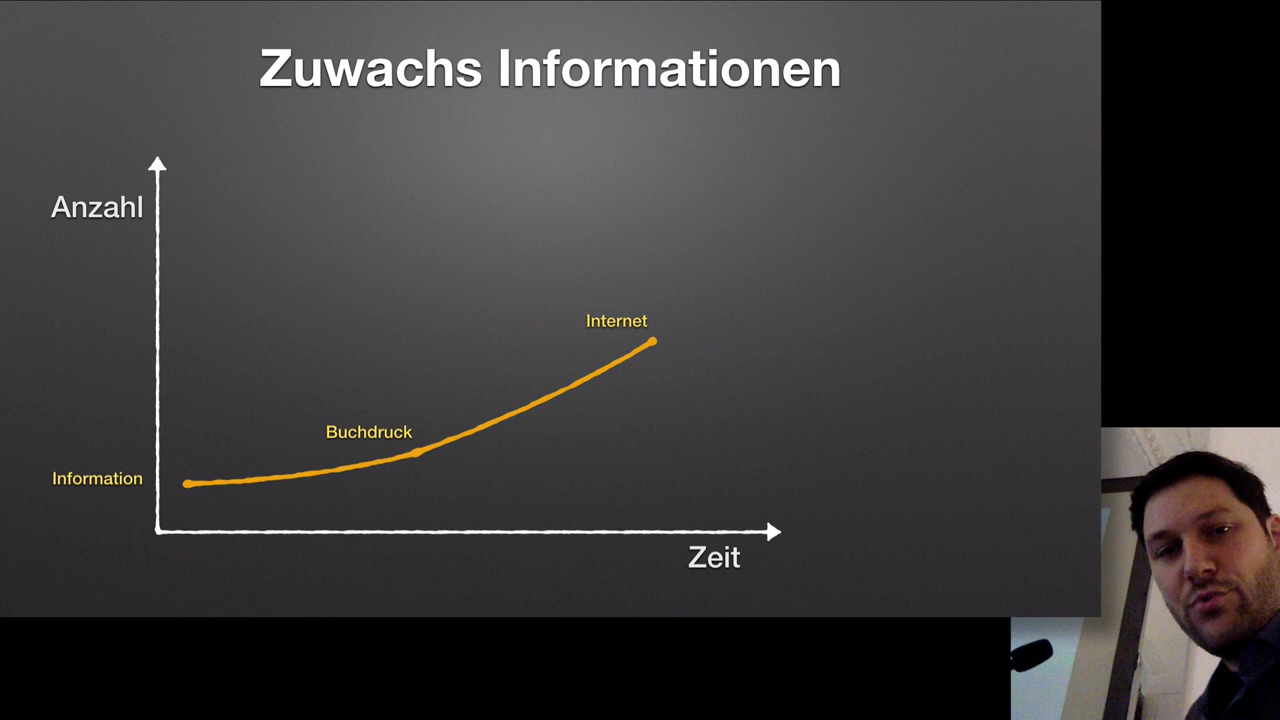 Zuwachs Informationen
Anzahl
Internet
Buchdruck
Information
Zeit